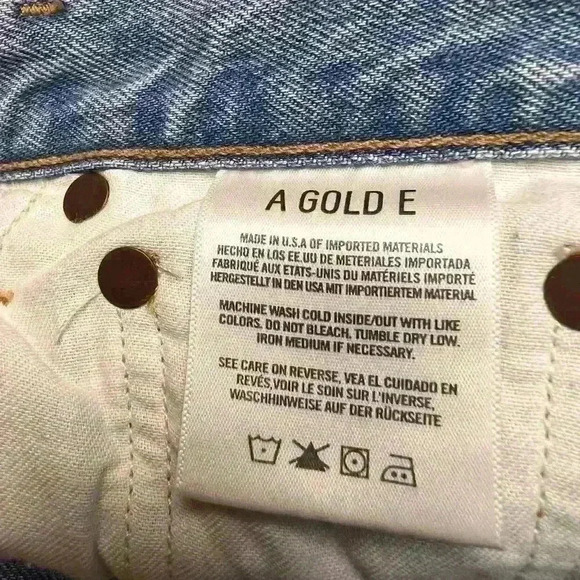 A GOLD E
MADE IN U.S.A OF IMPORTED MATERIALS
HECHO EN LOS EE.UU DE METERIALES IMPORTADA
FABRIQUÉ AUX ETATS-UNIS DU MATÉRIELS IMPORTÉ
HERGESTELLT IN DEN USA MIT IMPORTIERTEM MATERIAL
MACHINE WASH COLD INSIDE/OUT WITH LIKE
COLORS. DO NOT BLEACH, TUMBLE DRY LOW.
IRON MEDIUM IF NECESSARY.
SEE CARE ON REVERSE, VEA EL CUIDADO EN
REVÉS,VOIR LE SOIN SUR L'INVERSE,
WASCHHINWEISE AUF DER RÜCKSEITE